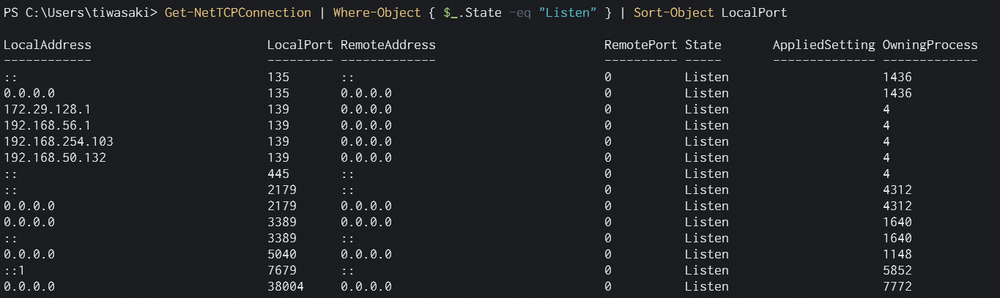 PS C:\Users\tiwasaki> Get-NetTCPConnection | Where-Object { $_.State -eq "Listen" } | Sort-Object LocalPort
LocalAddress                        LocalPort RemoteAddress                       RemotePort State       AppliedSetting OwningProcess
------------                        --------- -------------                       ---------- -----       -------------- -------------
::                                  135       ::                                  0          Listen                     1436
0.0.0.0                             135       0.0.0.0                             0          Listen                     1436
172.29.128.1                        139       0.0.0.0                             0          Listen                     4
192.168.56.1                        139       0.0.0.0                             0          Listen                     4
192.168.254.103                     139       0.0.0.0                             0          Listen                     4
192.168.50.132                      139       0.0.0.0                             0          Listen                     4
::                                  445       ::                                  0          Listen                     4
::                                  2179      ::                                  0          Listen                     4312
0.0.0.0                             2179      0.0.0.0                             0          Listen                     4312
0.0.0.0                             3389      0.0.0.0                             0          Listen                     1640
::                                  3389      ::                                  0          Listen                     1640
0.0.0.0                             5040      0.0.0.0                             0          Listen                     1148
::1                                 7679      ::                                  0          Listen                     5852
0.0.0.0                             38004     0.0.0.0                             0          Listen                     7772